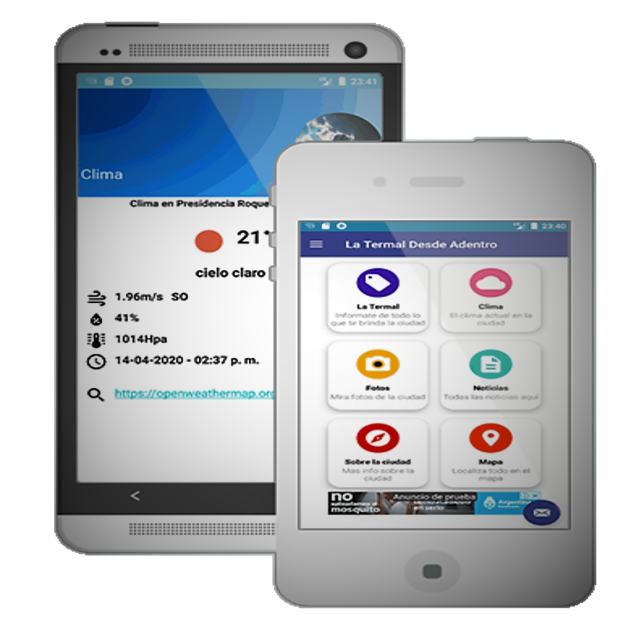 23:41
Clima
Clima en Presidencia Roque
21°
cielo claro
1.96m/s SO
41%
1014Hpa
14-04-2020 - 02:37 p. m.
https://openweathermap.org
23:40
La Termal Desde Adentro
La Termal
Informate de todo lo
que te brinda la ciudad
Clima
El clima actual en la
ciudad
Fotos
Mira fotos de la ciudad
Noticias
Todas las noticias aquí
Sobre la ciudad
Mas info sobre la
ciudad
Mapa
Localiza todo en el
mapa
no
mosquito
Anuncio de prueba
en serio